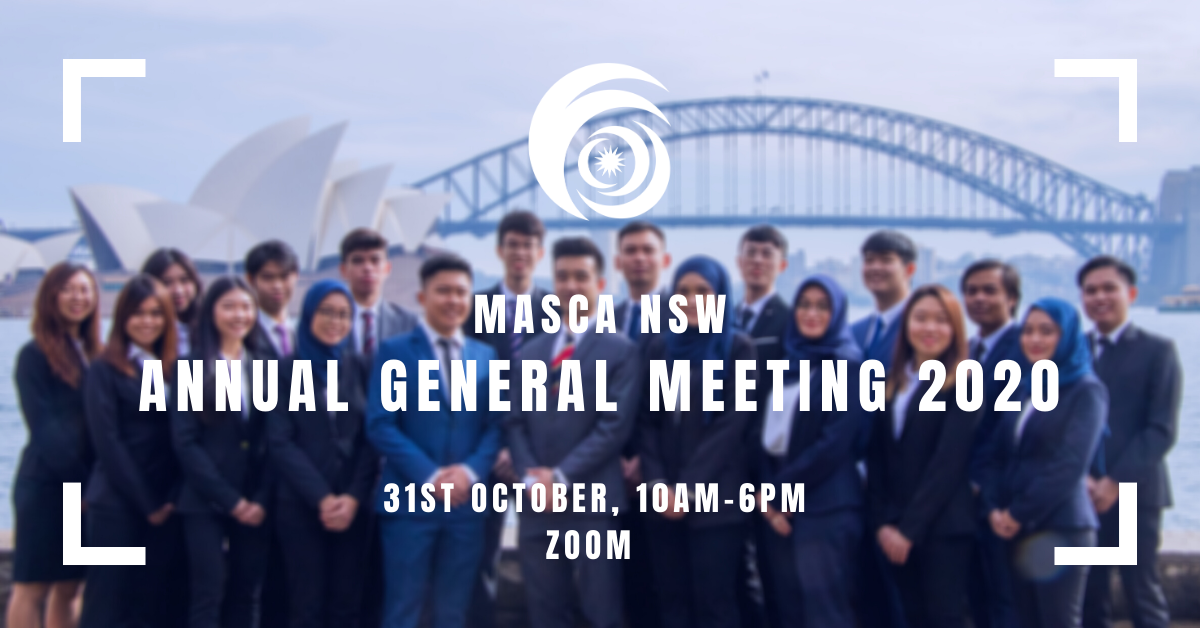 MASCA NSW
ANNUAL GENERAL MEETING 2020
31ST OCTOBER, 10AM-6PM
ZOOM